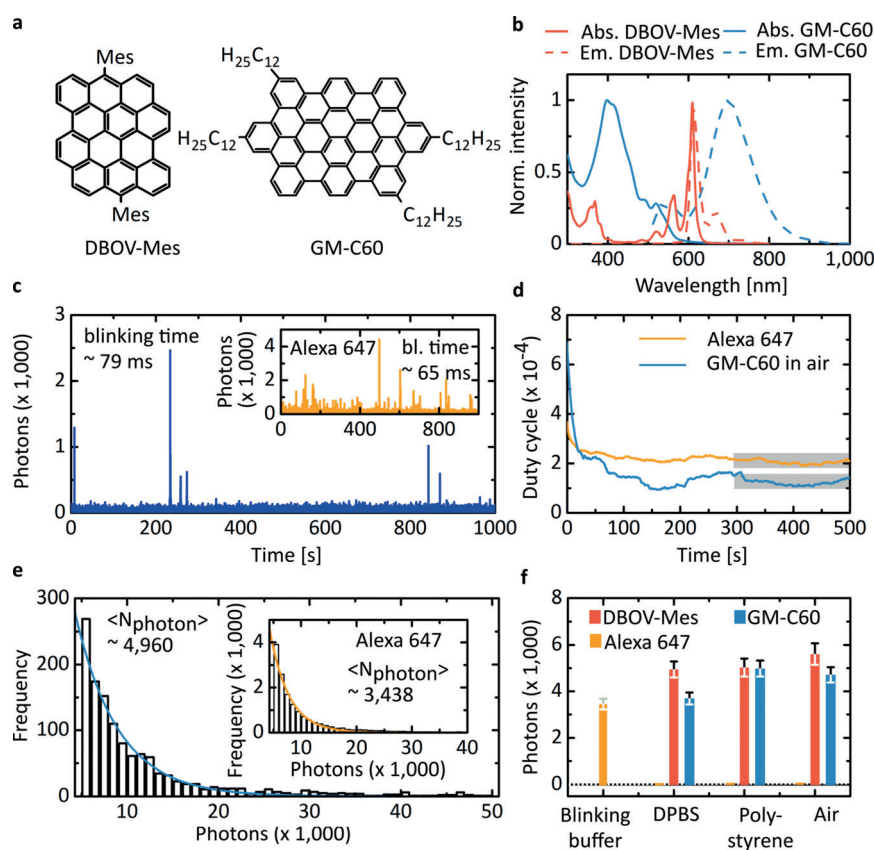 a
Mes
Mes
DBOV-Mes
H25C12
H25C12
C12H25
C12H25
GM-C60
b
Abs. DBOV-Mes
Abs. GM-C60
Em. DBOV-Mes
Em. GM-C60
Norm. intensity
1
0.5
0
400
600
800
1,000
Wavelength [nm]
c
Photons (x 1,000)
3
2
1
0
blinking time
~ 79 ms
Photons
(x 1,000)
4
2
0
Alexa 647
bl. time
~ 65 ms
0
400
800
0
200
400
600
800
1000
Time [s]
d
Duty cycle (x 10-4)
8
6
4
2
0
Alexa 647
GM-C60 in air
0
100
200
300
400
500
Time [s]
e
Frequency
300
200
100
0
<Nphoton>
~ 4,960
Frequency (x 1,000)
4
2
0
Alexa 647
<Nphoton>
~ 3,438
10
20
30
40
Photons (x 1,000)
10
20
30
40
50
Photons (x 1,000)
f
Photons (x 1,000)
8
6
4
2
0
DBOV-Mes
GM-C60
Alexa 647
Blinking
buffer
DPBS
Poly-
styrene
Air